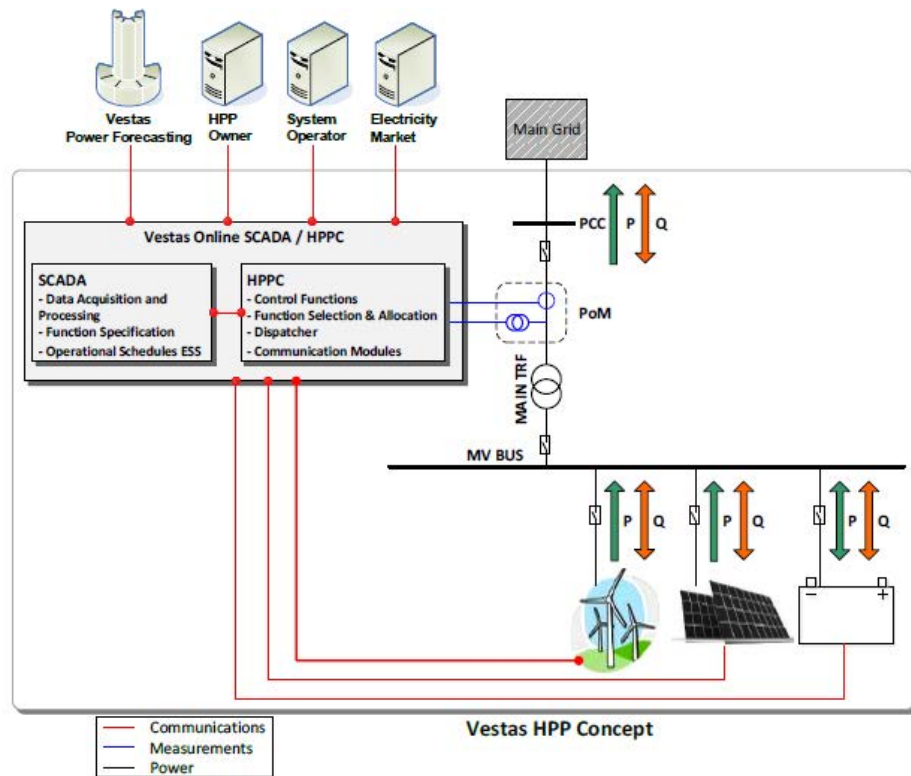 Vestas
Power Forecasting
HPP
Owner
System
Operator
Electricity
Market
Main Grid
PCC
P
Q
Vestas Online SCADA / HPPC
SCADA
- Data Acquisition and
Processing
- Function Specification
- Operational Schedules ESS
HPPC
- Control Functions
- Function Selection & Allocation
- Dispatcher
- Communication Modules
PoM
MAIN TRF
MV BUS
P
Q
P
Q
P
Q
− +
Communications
Measurements
Power
Vestas HPP Concept